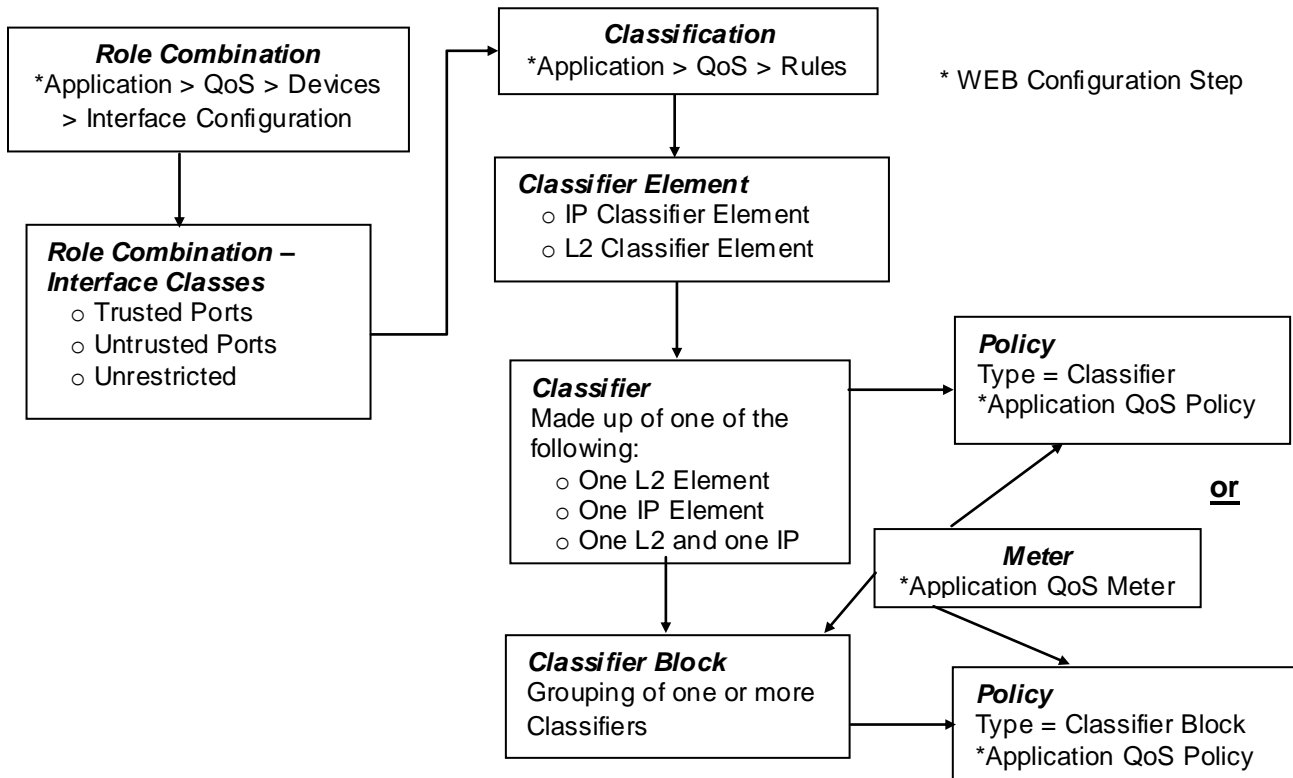 Role Combination
*Application > QoS > Devices
> Interface Configuration
Classification
*Application > QoS > Rules
* WEB Configuration Step
Classifier Element
○ IP Classifier Element
○ L2 Classifier Element
Role Combination –
Interface Classes
○ Trusted Ports
○ Untrusted Ports
○ Unrestricted
Classifier
Made up of one of the
following:
○ One L2 Element
○ One IP Element
○ One L2 and one IP
Policy
Type = Classifier
*Application QoS Policy
or
Meter
*Application QoS Meter
Classifier Block
Grouping of one or more
Classifiers
Policy
Type = Classifier Block
*Application QoS Policy